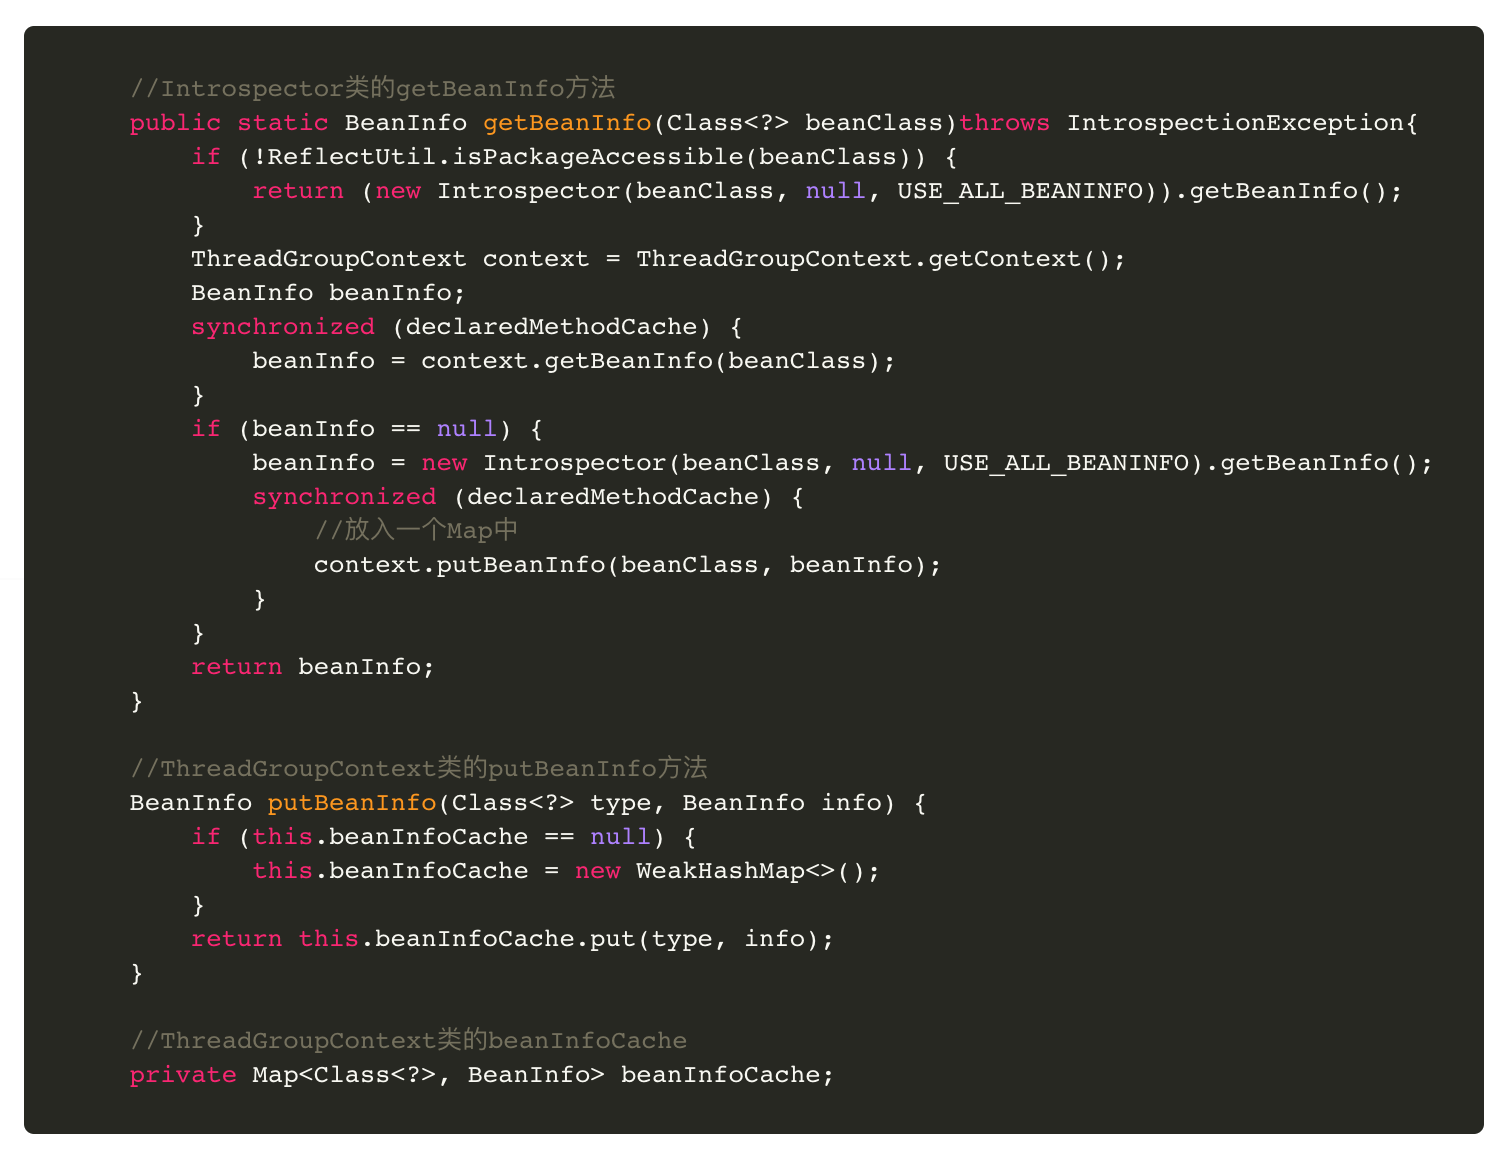 //Introspector类的getBeanInfo方法
public static BeanInfo getBeanInfo(Class<?> beanClass)throws IntrospectionException{
    if (!ReflectUtil.isPackageAccessible(beanClass)) {
        return (new Introspector(beanClass, null, USE_ALL_BEANINFO)).getBeanInfo();
    }
    ThreadGroupContext context = ThreadGroupContext.getContext();
    BeanInfo beanInfo;
    synchronized (declaredMethodCache) {
        beanInfo = context.getBeanInfo(beanClass);
    }
    if (beanInfo == null) {
        beanInfo = new Introspector(beanClass, null, USE_ALL_BEANINFO).getBeanInfo();
        synchronized (declaredMethodCache) {
            //放入一个Map中
            context.putBeanInfo(beanClass, beanInfo);
        }
    }
    return beanInfo;
}

//ThreadGroupContext类的putBeanInfo方法
BeanInfo putBeanInfo(Class<?> type, BeanInfo info) {
    if (this.beanInfoCache == null) {
        this.beanInfoCache = new WeakHashMap<>();
    }
    return this.beanInfoCache.put(type, info);
}

//ThreadGroupContext类的beanInfoCache
private Map<Class<?>, BeanInfo> beanInfoCache;